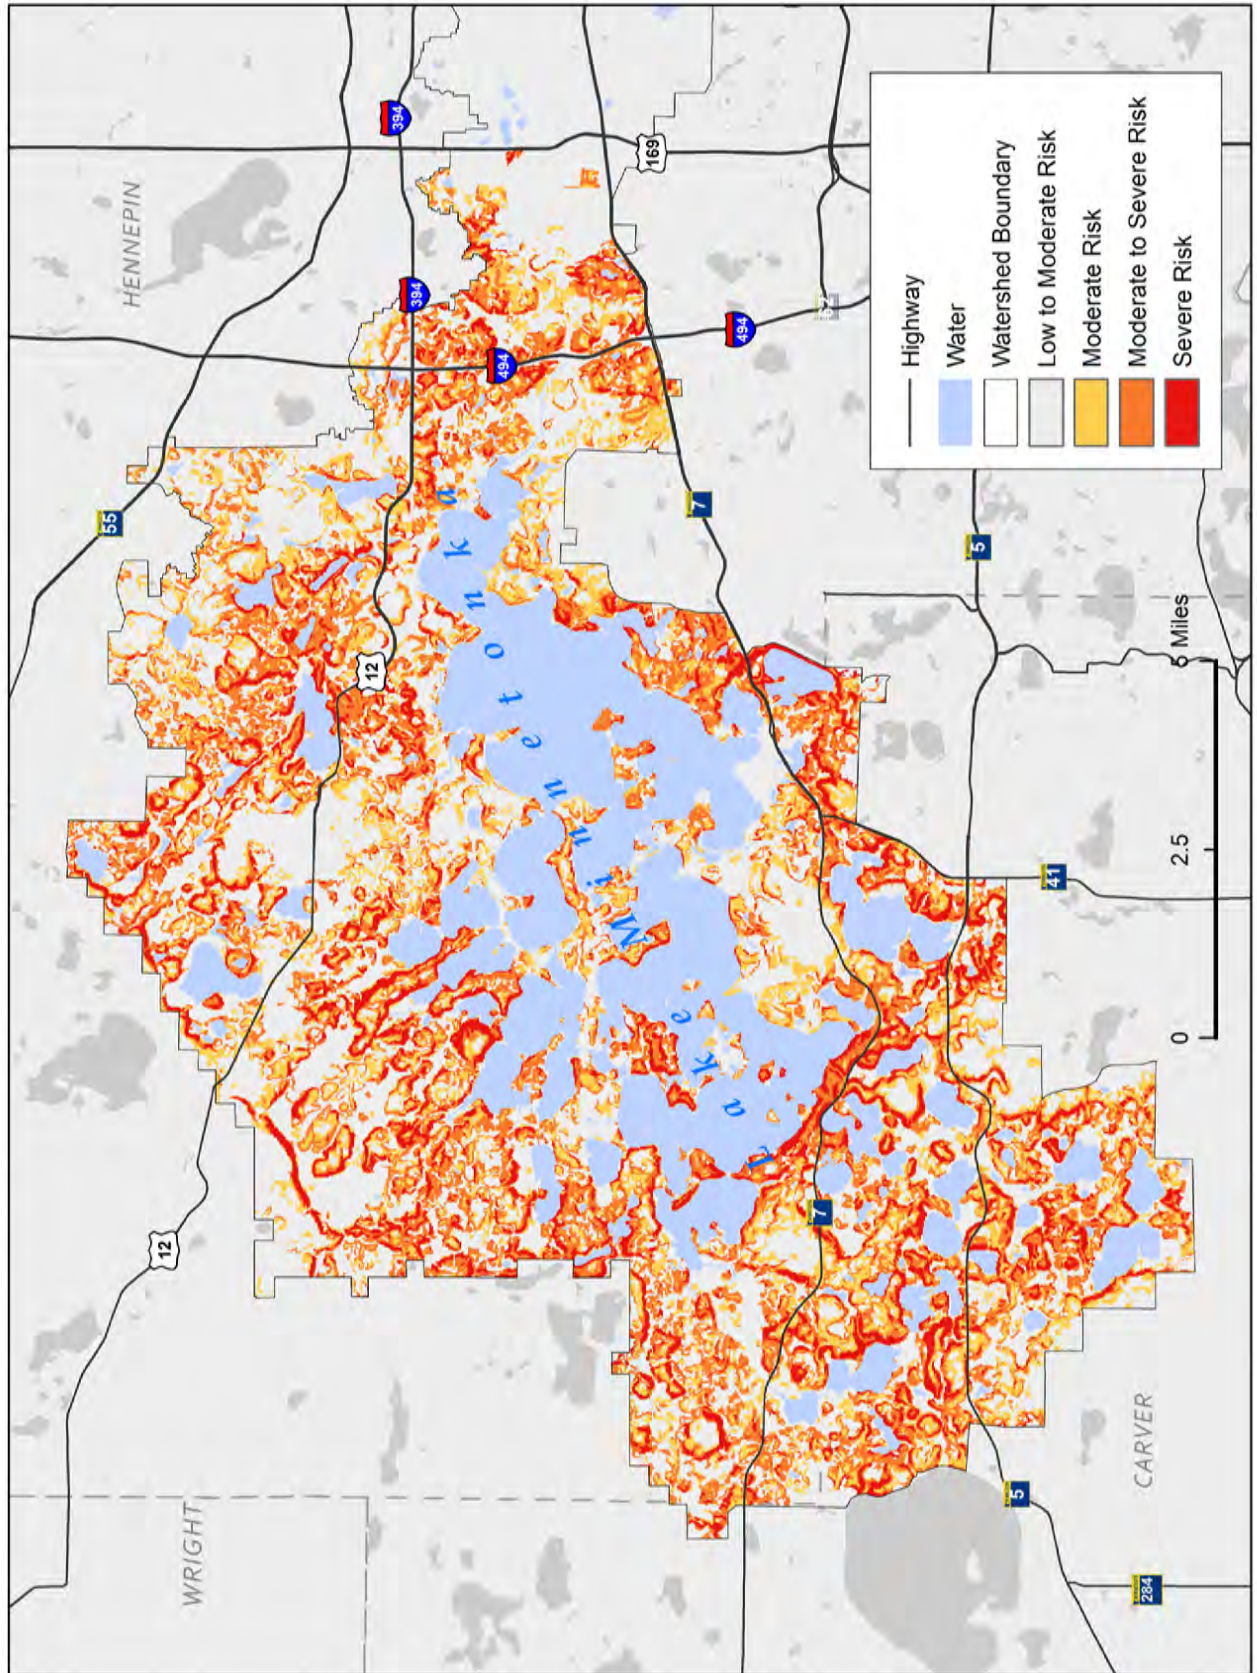 HENNEPIN
WRIGHT
CARVER
Lake Minnetonka
12
12
55
394
394
494
494
169
7
7
5
5
41
284
Highway
Water
Watershed Boundary
Low to Moderate Risk
Moderate Risk
Moderate to Severe Risk
Severe Risk
0 2.5 5 Miles